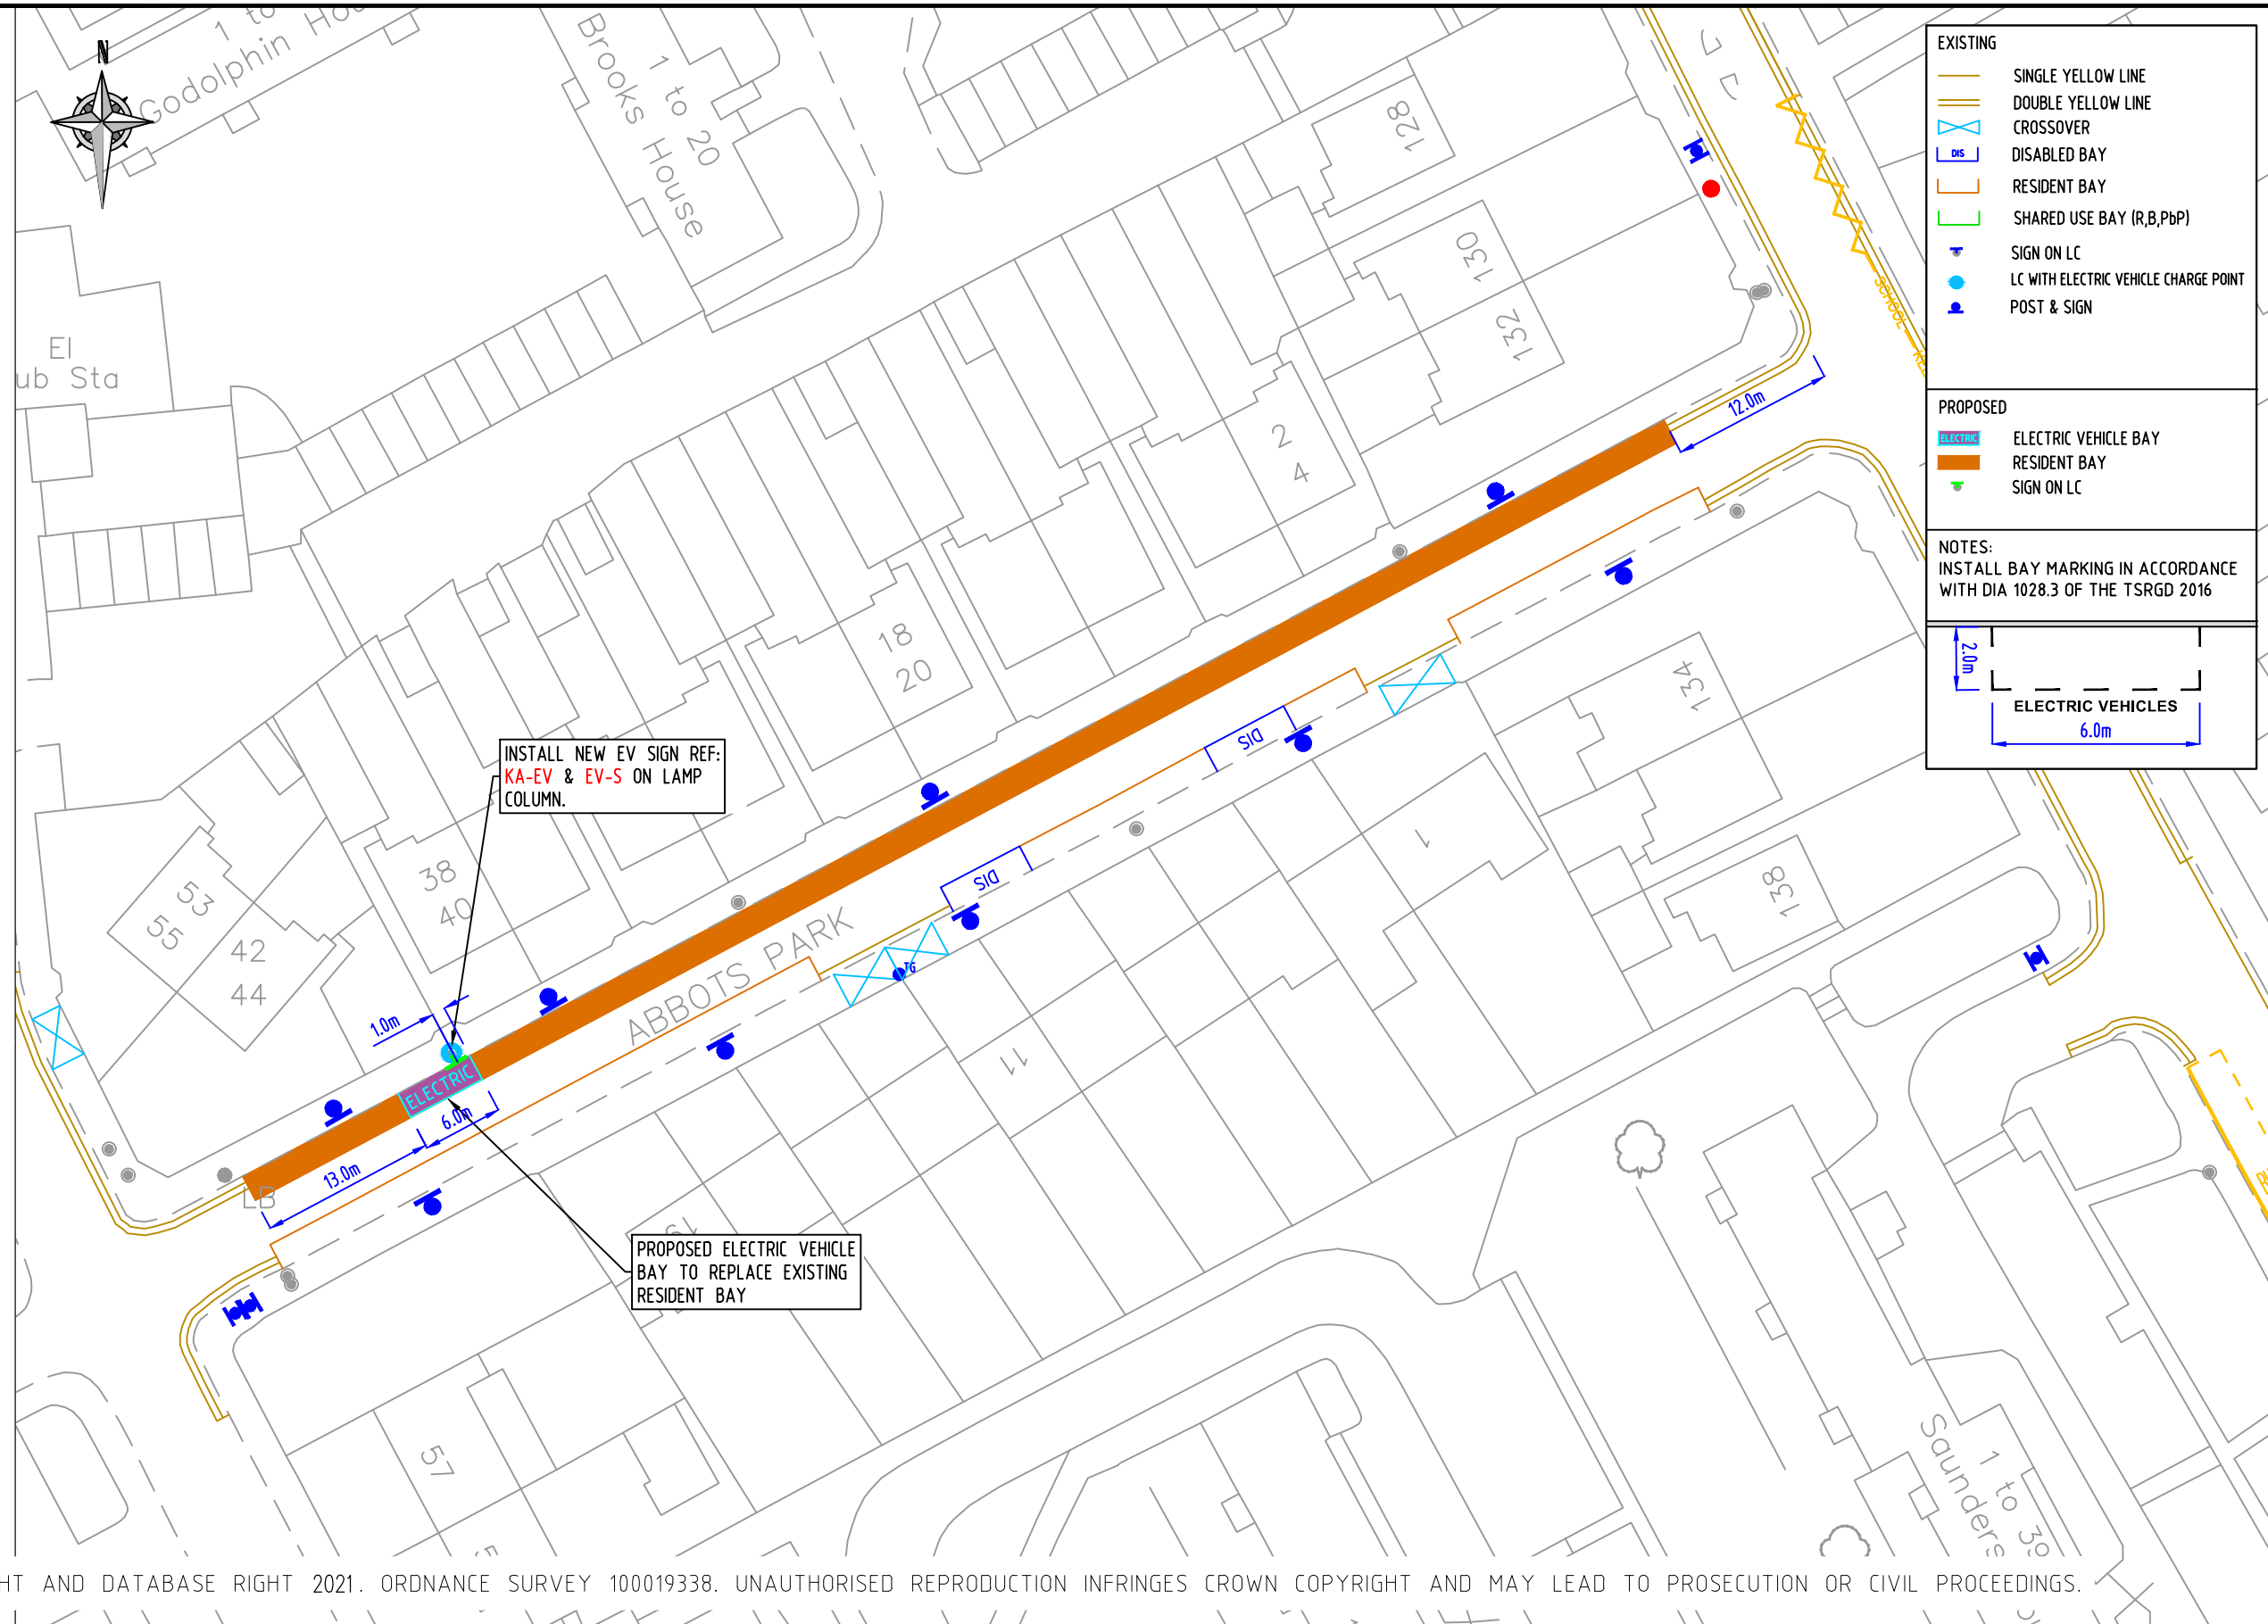 N
1 to
Godolphin
Brooks House
1 to 20
El
ub Sta
128
130
132
2
4
18
20
38
40
53
55
42
44
134
138
1
11
19
57
LB
TG
DIS
DIS
12.0m
1.0m
6.0m
13.0m
ELECTRIC
ABBOTS PARK
INSTALL NEW EV SIGN REF:
KA-EV & EV-S ON LAMP
COLUMN.
PROPOSED ELECTRIC VEHICLE
BAY TO REPLACE EXISTING
RESIDENT BAY
SCHOOL
1 to 39
Saunders
EXISTING
SINGLE YELLOW LINE
DOUBLE YELLOW LINE
CROSSOVER
DIS DISABLED BAY
RESIDENT BAY
SHARED USE BAY (R,B,PbP)
SIGN ON LC
LC WITH ELECTRIC VEHICLE CHARGE POINT
POST & SIGN
PROPOSED
ELECTRIC ELECTRIC VEHICLE BAY
RESIDENT BAY
SIGN ON LC
NOTES:
INSTALL BAY MARKING IN ACCORDANCE
WITH DIA 1028.3 OF THE TSRGD 2016
2.0m
ELECTRIC VEHICLES
6.0m
HT AND DATABASE RIGHT 2021. ORDNANCE SURVEY 100019338. UNAUTHORISED REPRODUCTION INFRINGES CROWN COPYRIGHT AND MAY LEAD TO PROSECUTION OR CIVIL PROCEEDINGS.